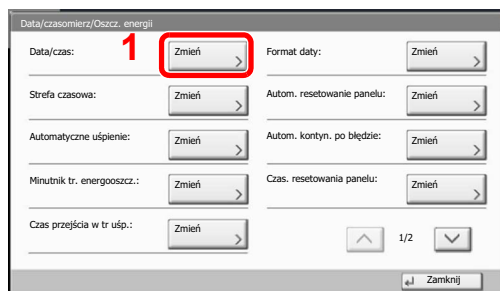 Data/czasomierz/Oszcz. energii
Data/czas: 1 Zmień Format daty: Zmień
Strefa czasowa: Zmień Autom. resetowanie panelu: Zmień
Automatyczne uśpienie: Zmień Autom. kontyn. po błędzie: Zmień
Minutnik tr. energooszcz.: Zmień Czas. resetowania panelu: Zmień
Czas przejścia w tr uśp.: Zmień 1/2
Zamknij